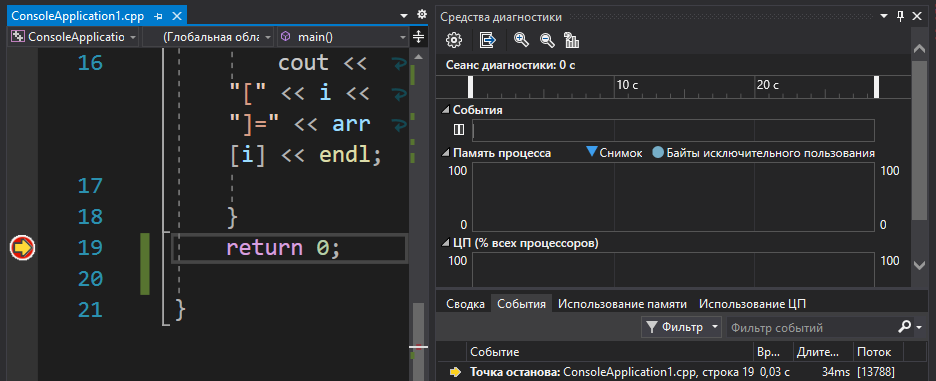 ConsoleApplication1.cpp
ConsoleApplicatio
(Глобальная обла
main()
16 cout <<
"[" << i <<
"]=" << arr
[i] << endl;
17
18 }
19 return 0;
20
21 }
Средства диагностики
Сеанс диагностики: 0 с
10 с 20 с
События
Память процесса Снимок Байты исключительного пользования
100 100
0 0
ЦП (% всех процессоров)
100 100
Сводка События Использование памяти Использование ЦП
Фильтр Фильтр событий
Событие Вр... Длите... Поток
Точка останова: ConsoleApplication1.cpp, строка 19 0,03 с 34ms [13788]